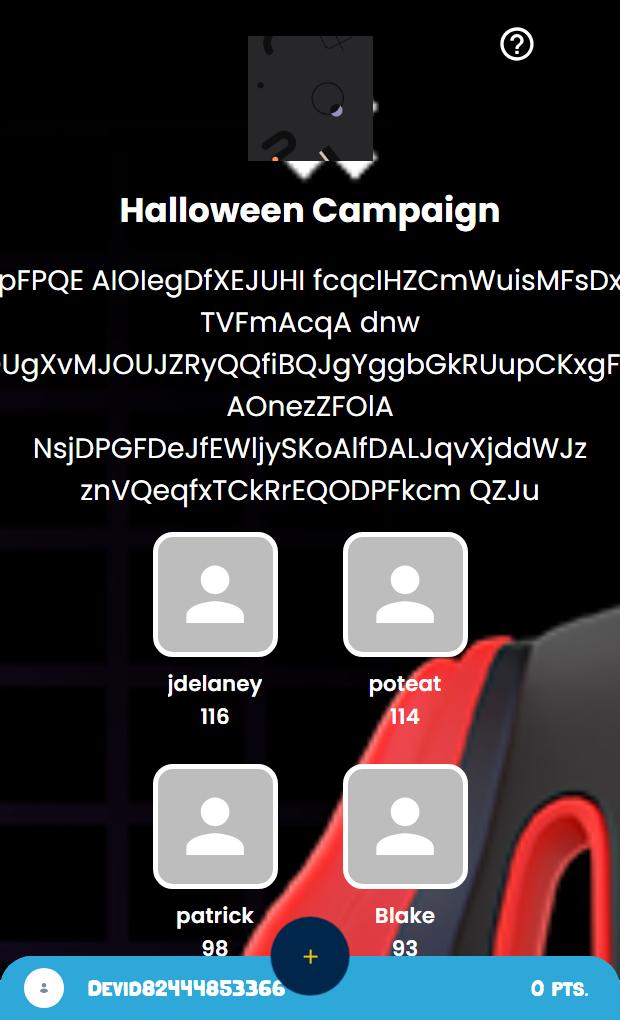 Halloween Campaign
pFPQE AIOIegDfXEJUHI fcqcIHZCmWuisMFsDx
TVFmAcqA dnw
UgXvMJOUJZRyQQfiBQJgYggbGkRUupCKxgF
AOnezZFOlA
NsjDPGFDeJfEWljySKoAlfDALJqvXjddWJz
znVQeqfxTCkRrEQODPFkcm QZJu
jdelaney poteat
116 114
patrick Blake
98 93
+
Devid82444853366 0 pts.